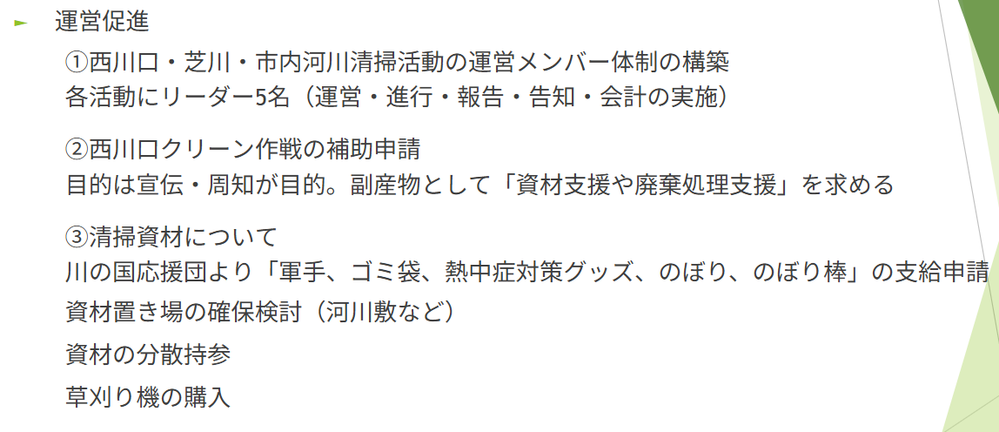 運営促進
①西川口・芝川・市内河川清掃活動の運営メンバー体制の構築
各活動にリーダー5名（運営・進行・報告・告知・会計の実施）
②西川口クリーン作戦の補助申請
目的は宣伝・周知が目的。副産物として「資材支援や廃棄処理支援」を求める
③清掃資材について
川の国応援団より「軍手、ゴミ袋、熱中症対策グッズ、のぼり、のぼり棒」の支給申請
資材置き場の確保検討（河川敷など）
資材の分散持参
草刈り機の購入